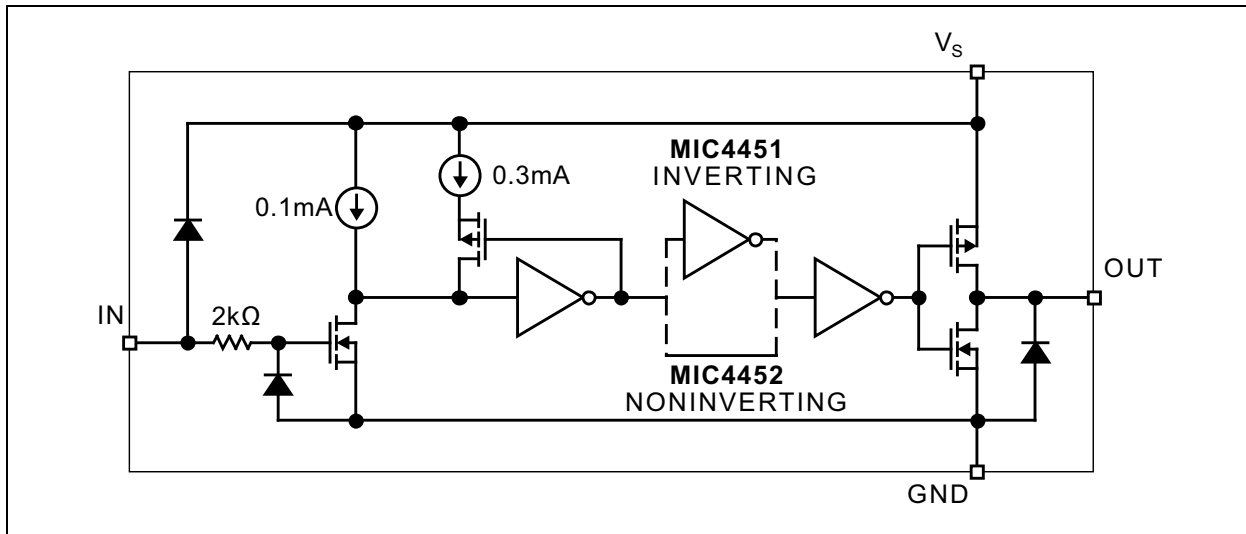 V_S
MIC4451
INVERTING
0.3mA
0.1mA
OUT
IN
2kΩ
MIC4452
NONINVERTING
GND